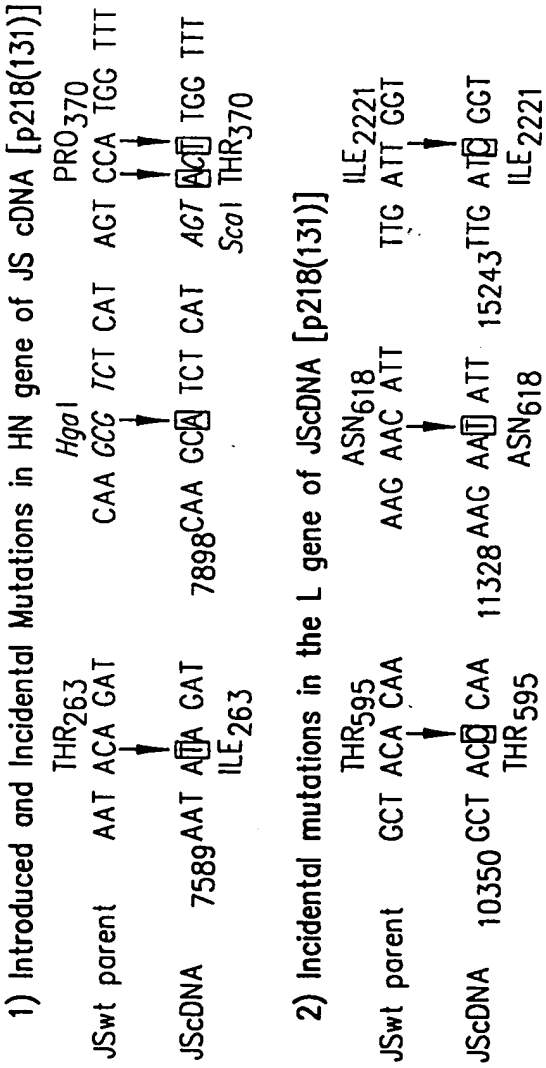 1) Introduced and Incidental Mutations in HN gene of JS cDNA [p218(131)]
THR263 HgaI PRO370
JSwt parent AAT ACA GAT CAA GCG TCT CAT AGT CCA TGG TTT
JScDNA 7589AAT ATA GAT 7898CAA GCA TCT CAT AGT ACT TGG TTT
ILE263 ScaI THR370
2) Incidental mutations in the L gene of JScDNA [p218(131)]
THR595 ASN618 ILE2221
JSwt parent GCT ACA CAA AAG AAC ATT TTG ATT GGT
JScDNA 10350 GCT ACC CAA 11328 AAG AAT ATT 15243TTG ATC GGT
THR595 ASN618 ILE2221